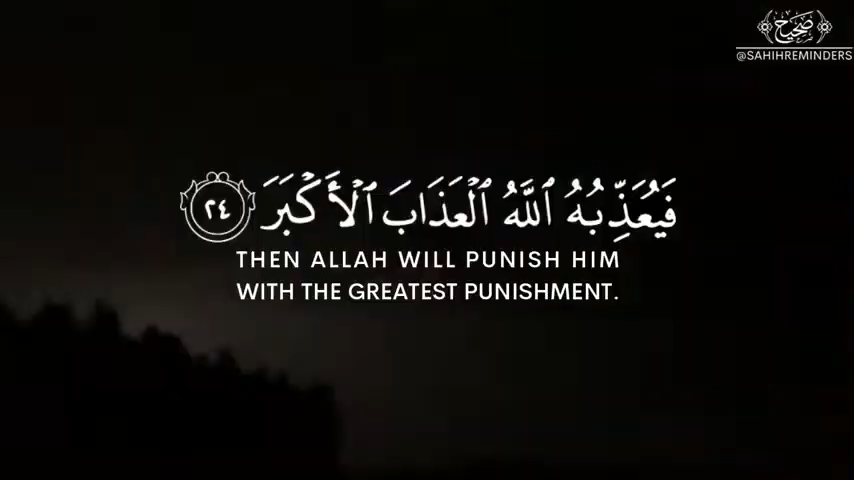 صحيح
@SAHIHREMINDERS
فَيُعَذِّبُهُ ٱللَّهُ ٱلْعَذَابَ ٱلْأَكْبَرَ ٢٤
THEN ALLAH WILL PUNISH HIM
WITH THE GREATEST PUNISHMENT.